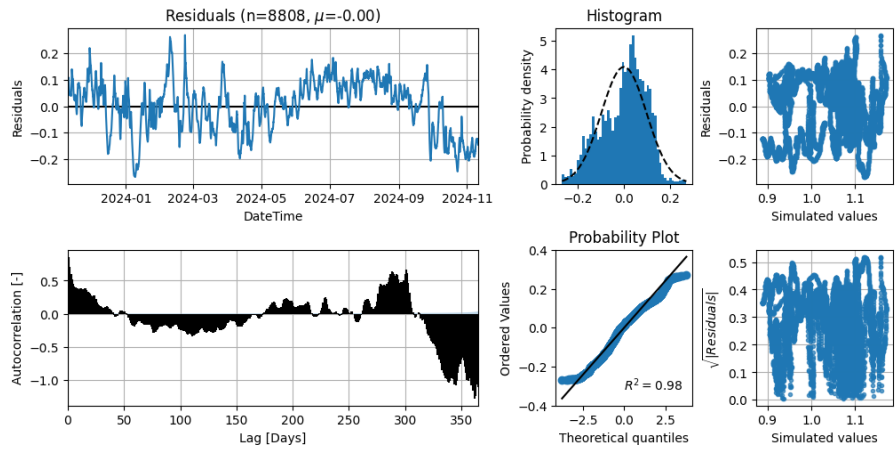 Residuals (n=8808, μ=-0.00)
Residuals
0.2
0.1
0.0
−0.1
−0.2
2024-01 2024-03 2024-05 2024-07 2024-09 2024-11
DateTime
Histogram
Probability density
5
4
3
2
1
0
−0.2 0.0 0.2
Residuals
0.2
0.1
0.0
−0.1
−0.2
0.9 1.0 1.1
Simulated values
Autocorrelation [-]
0.5
0.0
−0.5
−1.0
0 50 100 150 200 250 300 350
Lag [Days]
Probability Plot
Ordered Values
0.4
0.2
0.0
−0.2
−0.4
R² = 0.98
−2.5 0.0 2.5
Theoretical quantiles
√|Residuals|
0.5
0.4
0.3
0.2
0.1
0.0
0.9 1.0 1.1
Simulated values